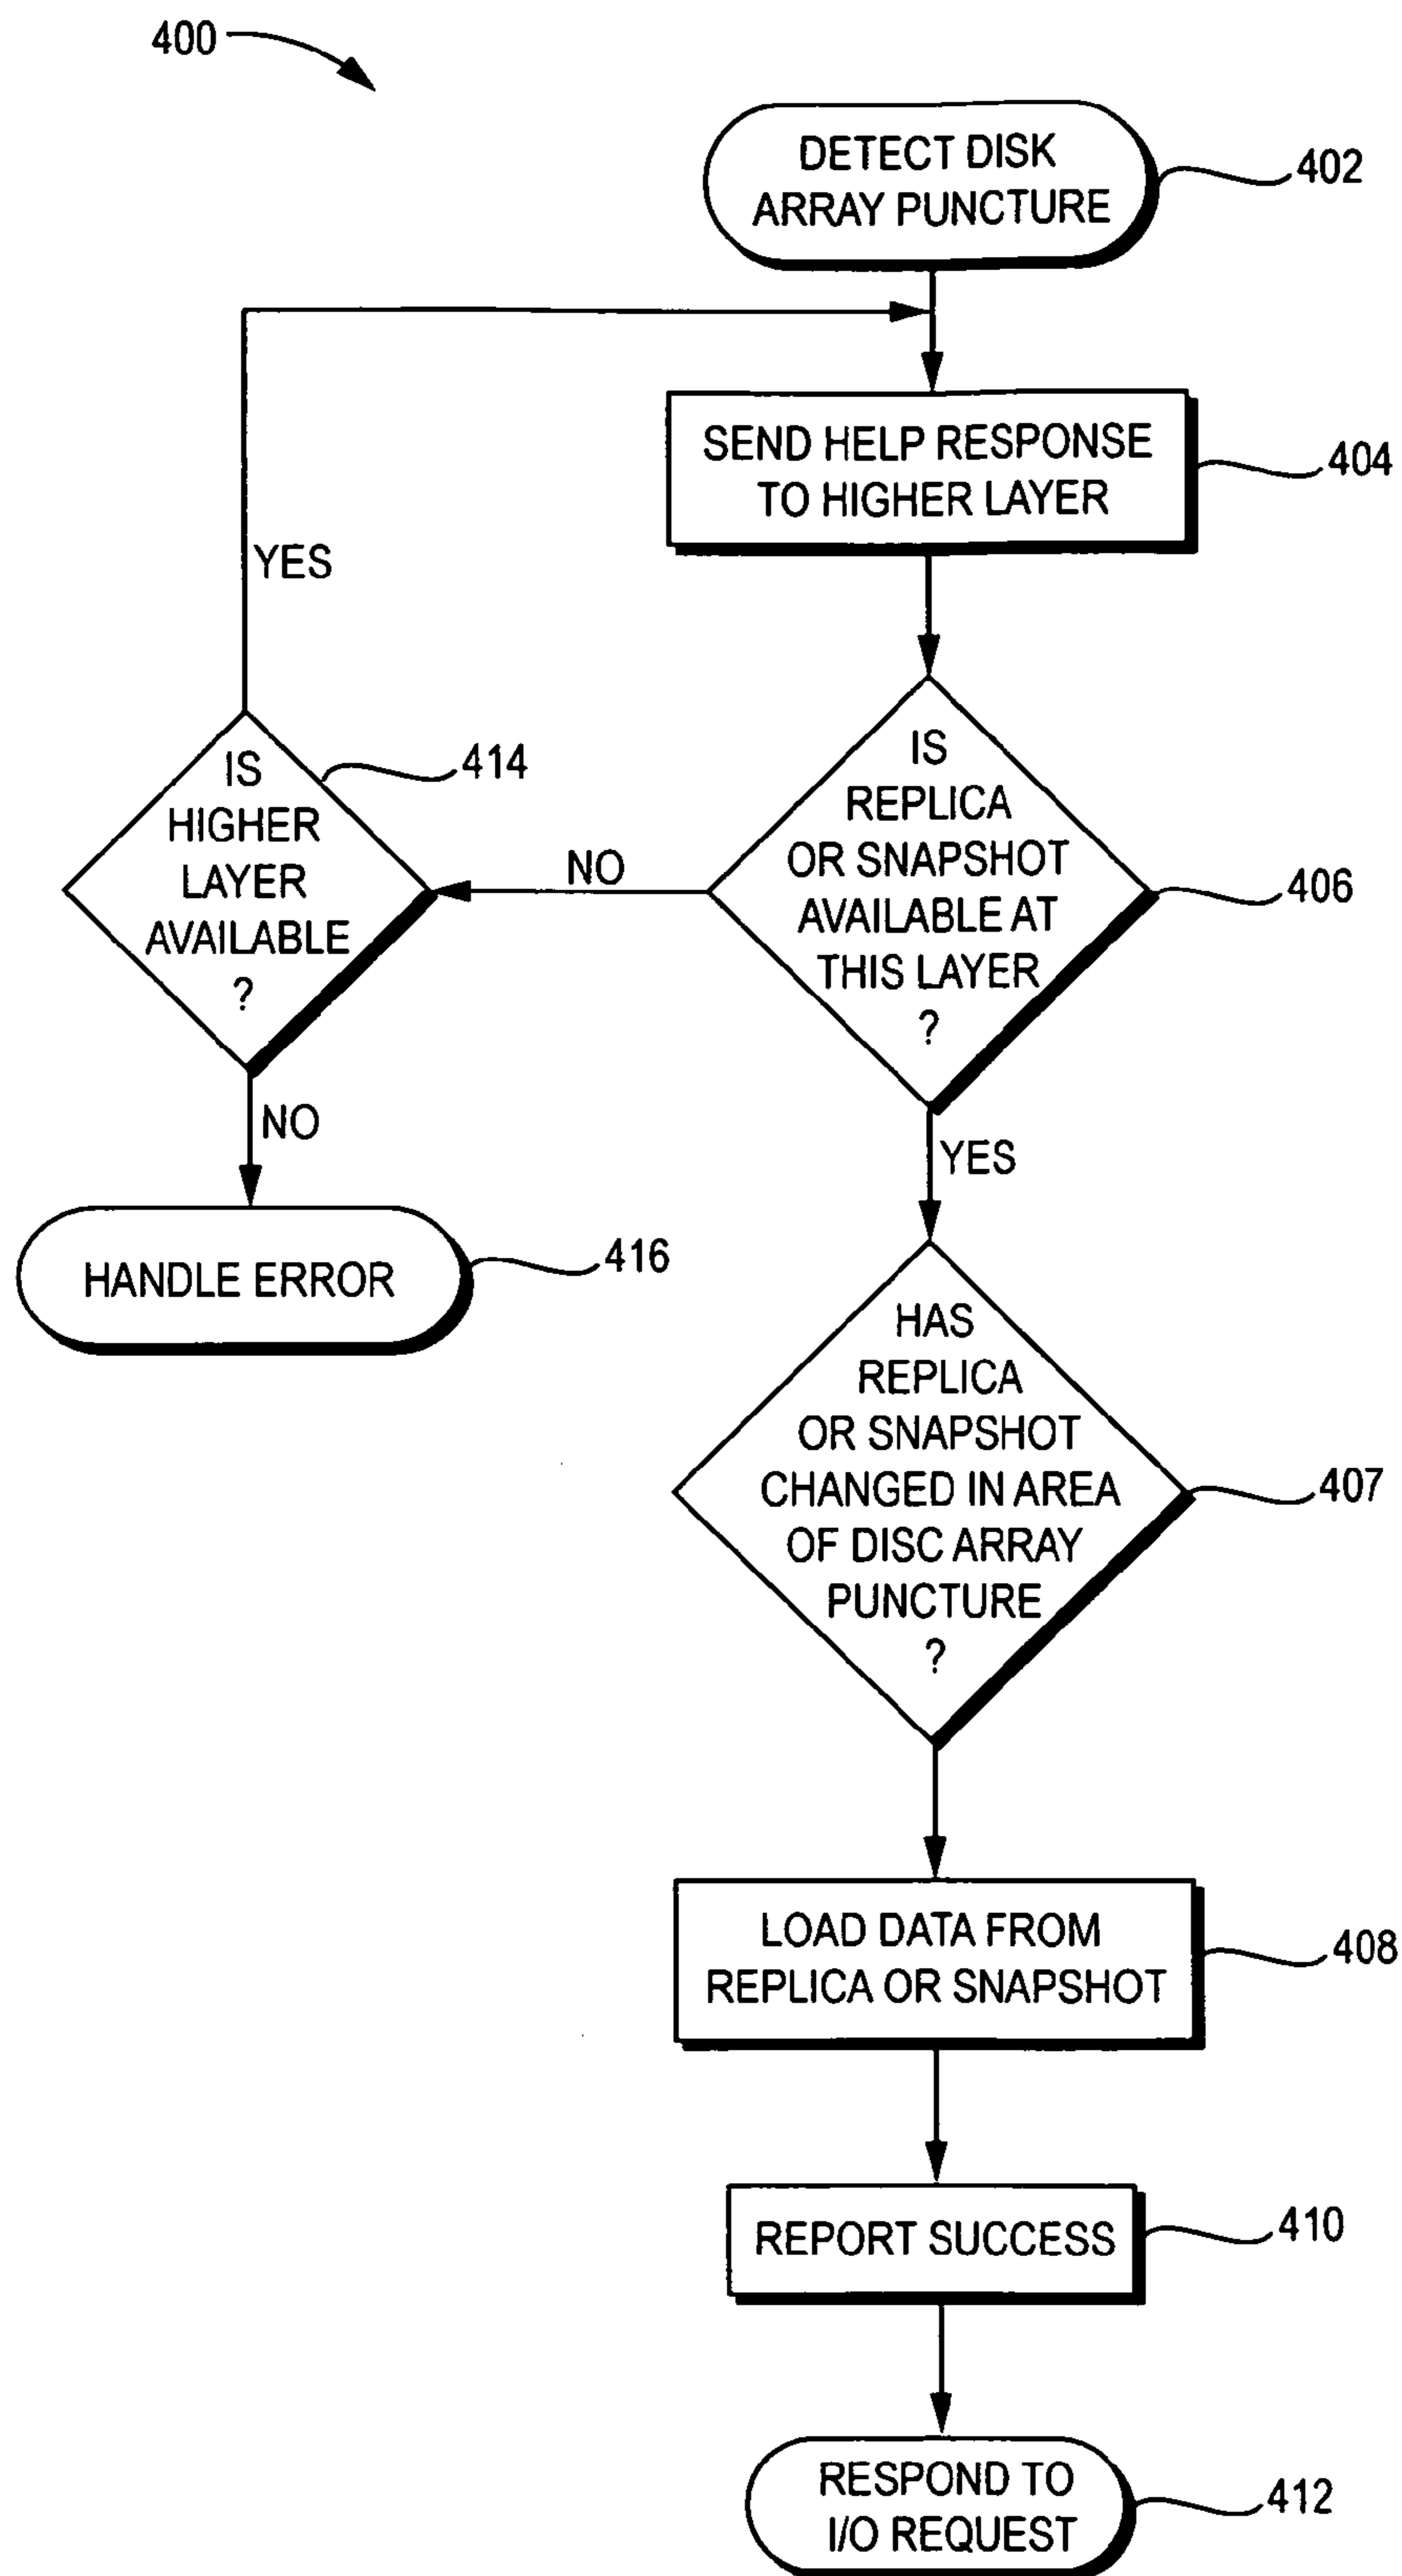 400
DETECT DISK
ARRAY PUNCTURE
402
SEND HELP RESPONSE
TO HIGHER LAYER
404
YES
IS
HIGHER
LAYER
AVAILABLE
?
414
NO
IS
REPLICA
OR SNAPSHOT
AVAILABLE AT
THIS LAYER
?
406
NO
YES
HANDLE ERROR
416
HAS
REPLICA
OR SNAPSHOT
CHANGED IN AREA
OF DISC ARRAY
PUNCTURE
?
407
LOAD DATA FROM
REPLICA OR SNAPSHOT
408
REPORT SUCCESS
410
RESPOND TO
I/O REQUEST
412